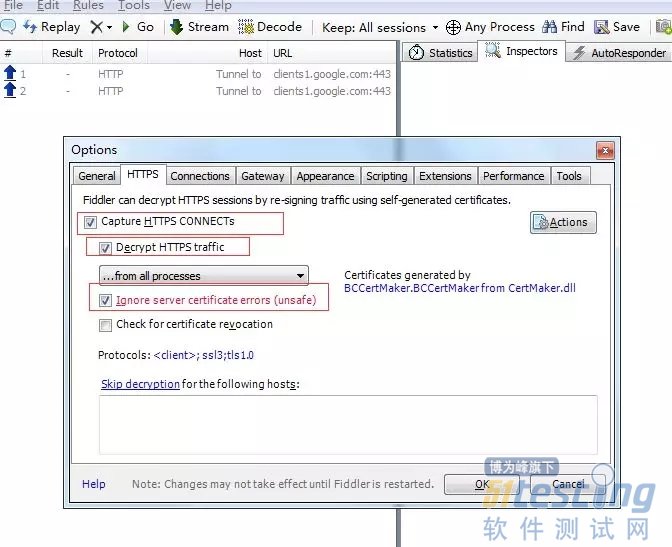 File Edit Rules Tools View Help
Replay X Go Stream Decode Keep: All sessions Any Process Find Save
# Result Protocol Host URL
Statistics Inspectors AutoResponder
1 - HTTP Tunnel to clients1.google.com:443
2 - HTTP Tunnel to clients1.google.com:443
Options
General HTTPS Connections Gateway Appearance Scripting Extensions Performance Tools
Fiddler can decrypt HTTPS sessions by re-signing traffic using self-generated certificates.
Capture HTTPS CONNECTs
Actions
Decrypt HTTPS traffic
...from all processes
Certificates generated by
BCCertMaker.BCCertMaker from CertMaker.dll
Ignore server certificate errors (unsafe)
Check for certificate revocation
Protocols: <client>; ssl3;tls1.0
Skip decryption for the following hosts:
Help Note: Changes may not take effect until Fiddler is restarted. OK Cancel
博为峰旗下
51testing
软件测试网